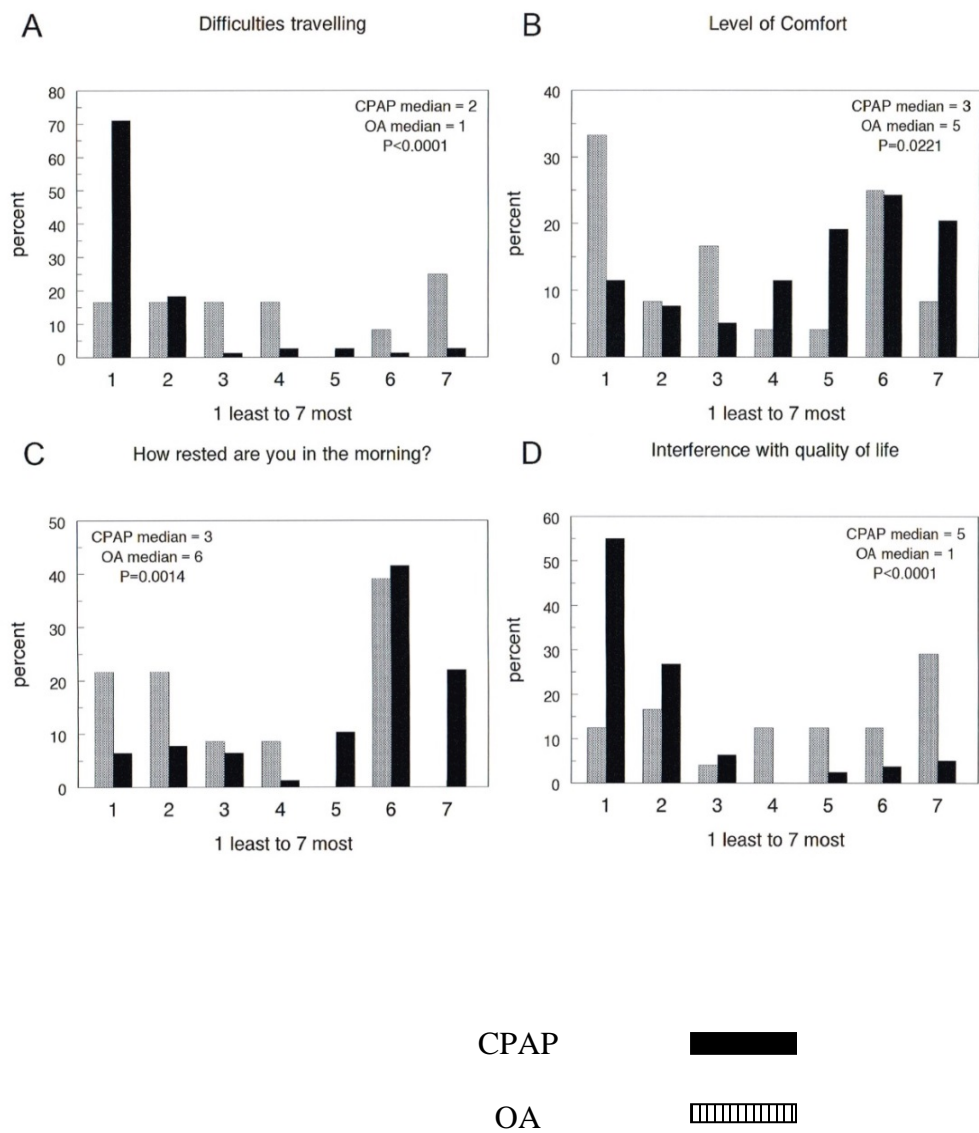 A
Difficulties travelling
80
70
60
50
40
30
20
10
0
percent
CPAP median = 2
OA median = 1
P<0.0001
1 2 3 4 5 6 7
1 least to 7 most
B
Level of Comfort
40
30
20
10
0
percent
CPAP median = 3
OA median = 5
P=0.0221
1 2 3 4 5 6 7
1 least to 7 most
C
How rested are you in the morning?
50
40
30
20
10
0
percent
CPAP median = 3
OA median = 6
P=0.0014
1 2 3 4 5 6 7
1 least to 7 most
D
Interference with quality of life
60
50
40
30
20
10
0
percent
CPAP median = 5
OA median = 1
P<0.0001
1 2 3 4 5 6 7
1 least to 7 most
CPAP
OA